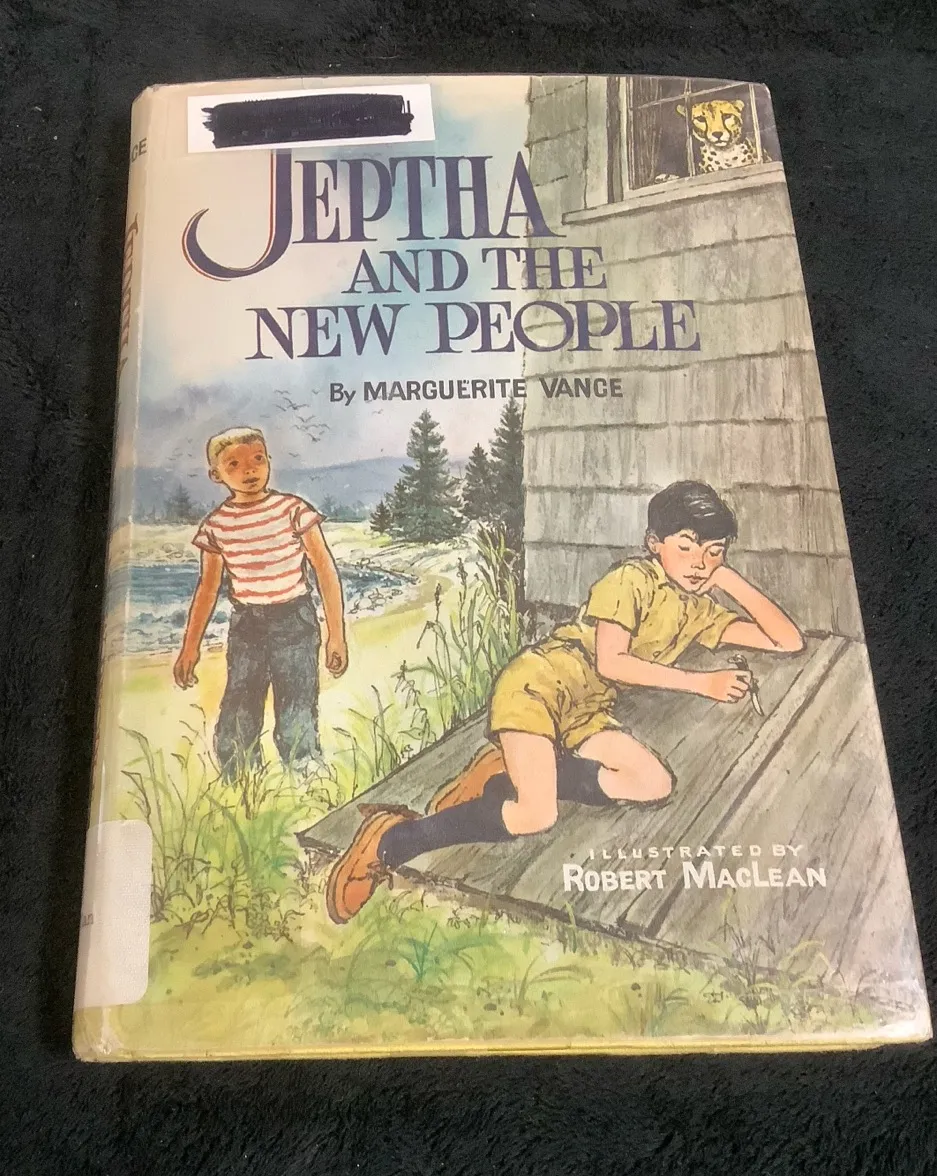 JEPTHA
AND THE
NEW PEOPLE
By MARGUERITE VANCE
ILLUSTRATED BY
ROBERT MACLEAN